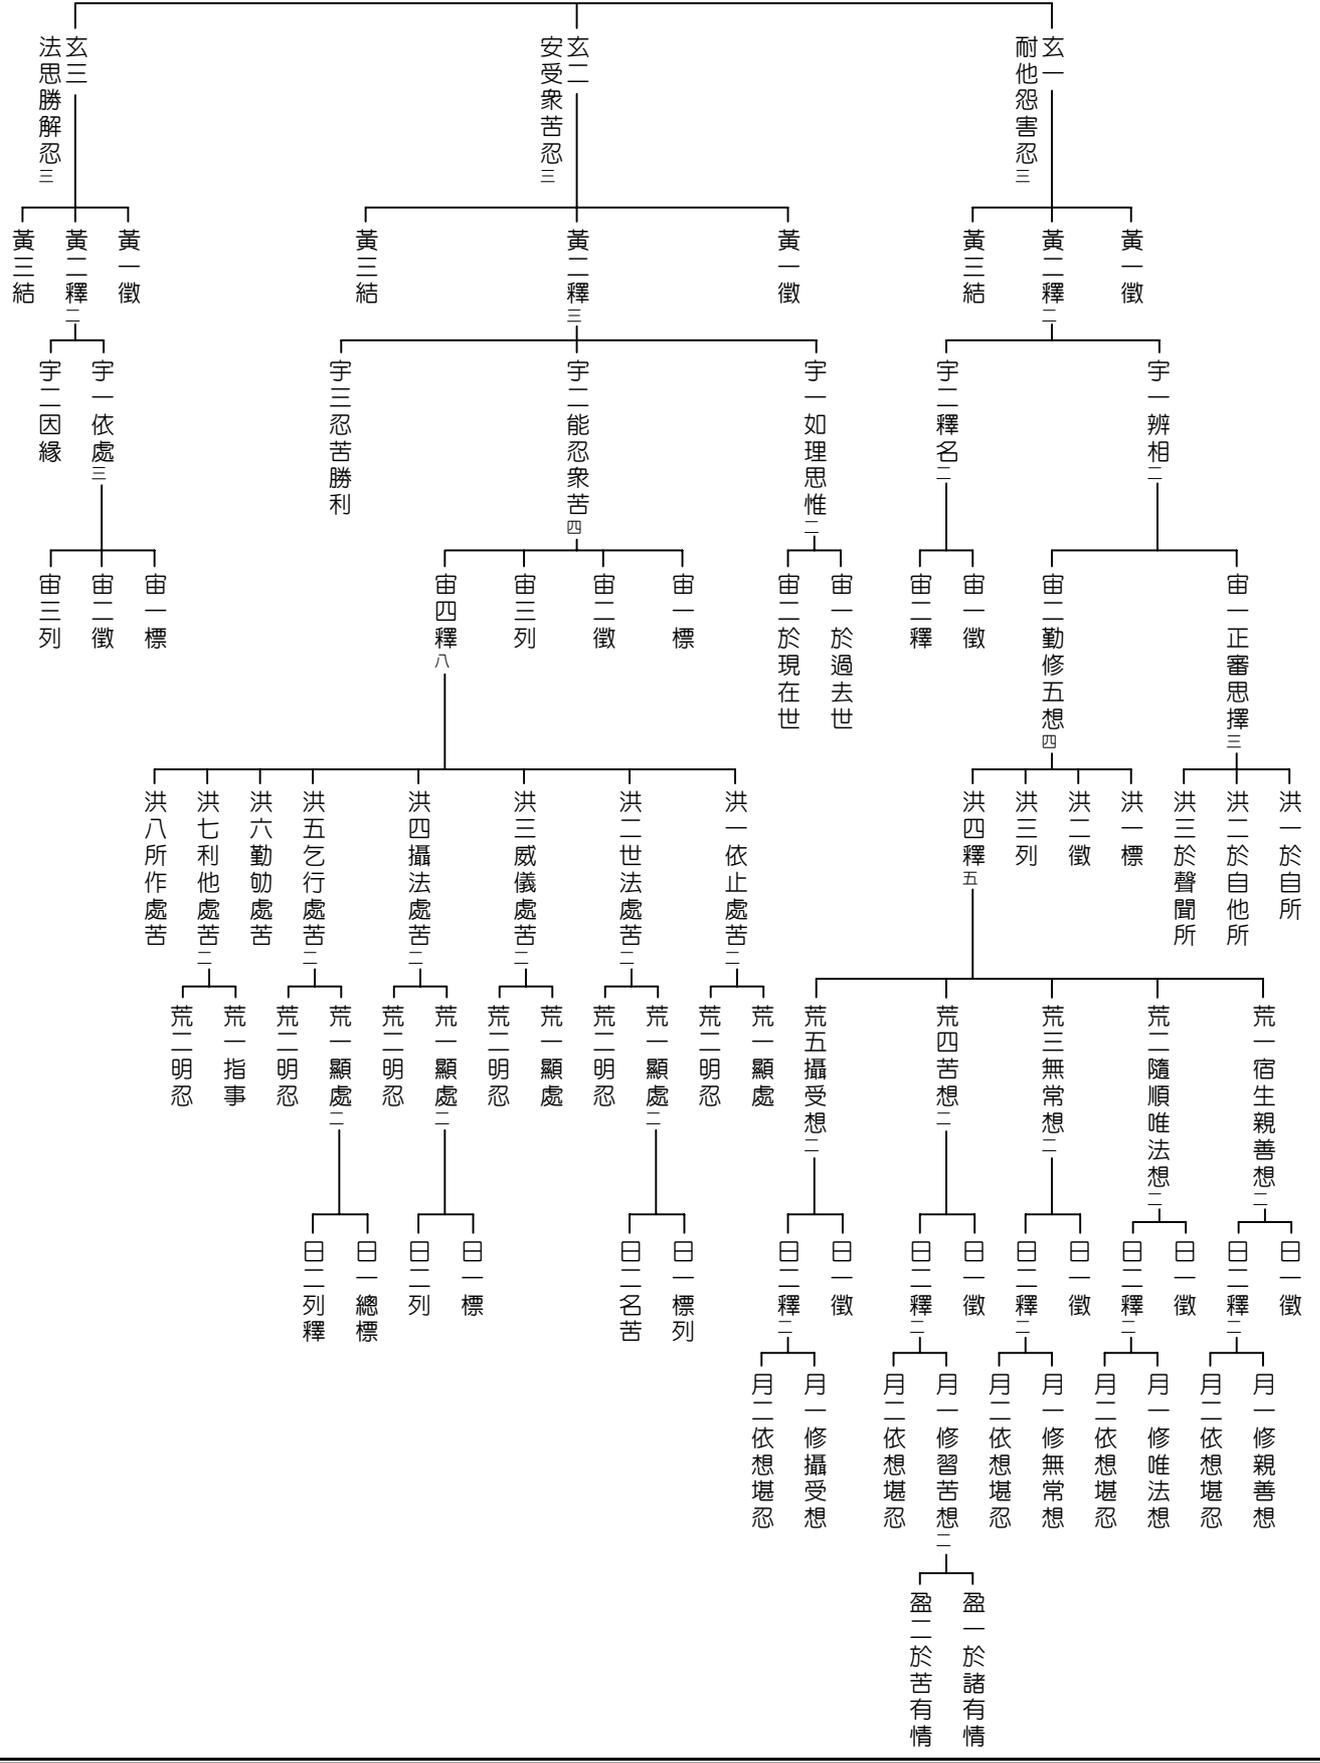 玄一
耐他怨害忍三
玄二
安受衆苦忍三
玄三
法思勝解忍三
黃一徵
黃二釋二
黃三結
黃一徵
黃二釋三
黃三結
黃一徵
黃二釋二
黃三結
宇一辨相二
宇二釋名二
宇一如理思惟二
宇二能忍衆苦四
宇三忍苦勝利
宇一依處三
宇二因緣
宙一正審思擇三
宙二勤修五想四
宙一徵
宙二釋
宙一於過去世
宙二於現在世
宙一標
宙二徵
宙三列
宙四釋八
宙一標
宙二徵
宙三列
洪一於自所
洪二於自他所
洪三於聲聞所
洪一標
洪二徵
洪三列
洪四釋五
洪一依止處苦二
洪二世法處苦二
洪三威儀處苦二
洪四攝法處苦二
洪五乞行處苦二
洪六勤劬處苦
洪七利他處苦二
洪八所作處苦
荒一宿生親善想二
荒二隨順唯法想二
荒三無常想二
荒四苦想二
荒五攝受想二
荒一顯處
荒二明忍
荒一顯處二
荒二明忍
荒一顯處
荒二明忍
荒一顯處二
荒二明忍
荒一顯處二
荒二明忍
荒一指事
荒二明忍
日一徵
日二釋二
日一徵
日二釋二
日一徵
日二釋二
日一徵
日二釋二
日一徵
日二釋二
日一標列
日二名苦
日一標
日二列
日一總標
日二列釋
月一修親善想
月二依想堪忍
月一修唯法想
月二依想堪忍
月一修無常想
月二依想堪忍
月一修習苦想二
月二依想堪忍
月一修攝受想
月二依想堪忍
盈一於諸有情
盈二於苦有情